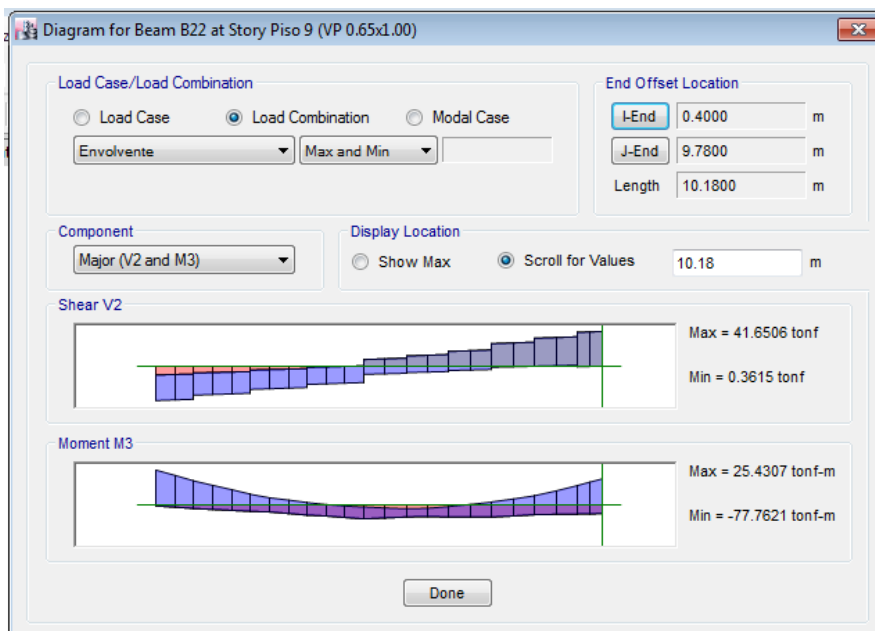 Diagram for Beam B22 at Story Piso 9 (VP 0.65x1.00)
Load Case/Load Combination
Load Case Load Combination Modal Case
Envolvente Max and Min
End Offset Location
I-End 0.4000 m
J-End 9.7800 m
Length 10.1800 m
Component
Major (V2 and M3)
Display Location
Show Max Scroll for Values 10.18 m
Shear V2
Max = 41.6506 tonf
Min = 0.3615 tonf
Moment M3
Max = 25.4307 tonf-m
Min = -77.7621 tonf-m
Done